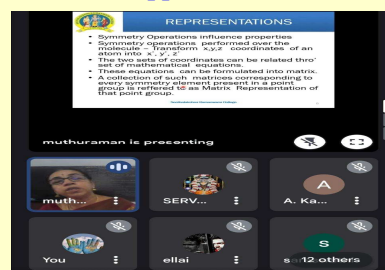 REPRESENTATIONS
• Symmetry Operations influence properties
• Symmetry operations performed over the
molecule – Transform x,y,z coordinates of an
atom into x', y', z'
• The two sets of coordinates can be related thro'
set of mathematical equations.
• These equations can be formulated into matrix.
• A collection of such matrices corresponding to
every symmetry element present in a point
group is reffered to as Matrix Representation of
that point group.
muthuraman is presenting
muth...
SERV...
A
A. Ka...
You
ellai
S
12 others